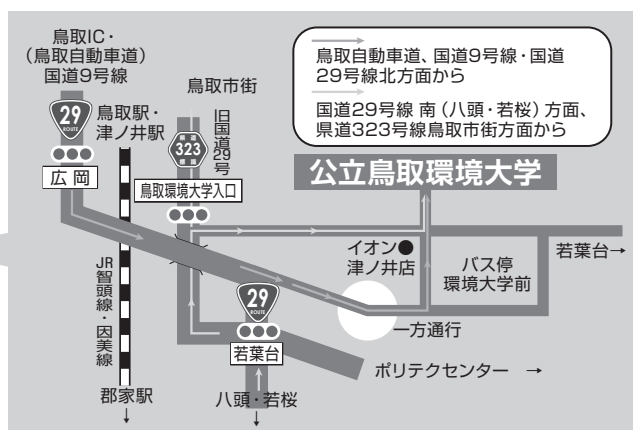 鳥取IC・
（鳥取自動車道）
国道9号線
鳥取自動車道、国道9号線・国道
29号線北方面から
国道29号線 南（八頭・若桜）方面、
県道323号線鳥取市街方面から
鳥取市街
鳥取駅・
津ノ井駅
29
ROUTE
旧国道29号
323
広岡
鳥取環境大学入口
公立鳥取環境大学
イオン
津ノ井店
バス停
環境大学前
若葉台→
JR智頭線・因美線
29
ROUTE
一方通行
若葉台
ポリテクセンター →
郡家駅
↓
八頭・若桜
↓